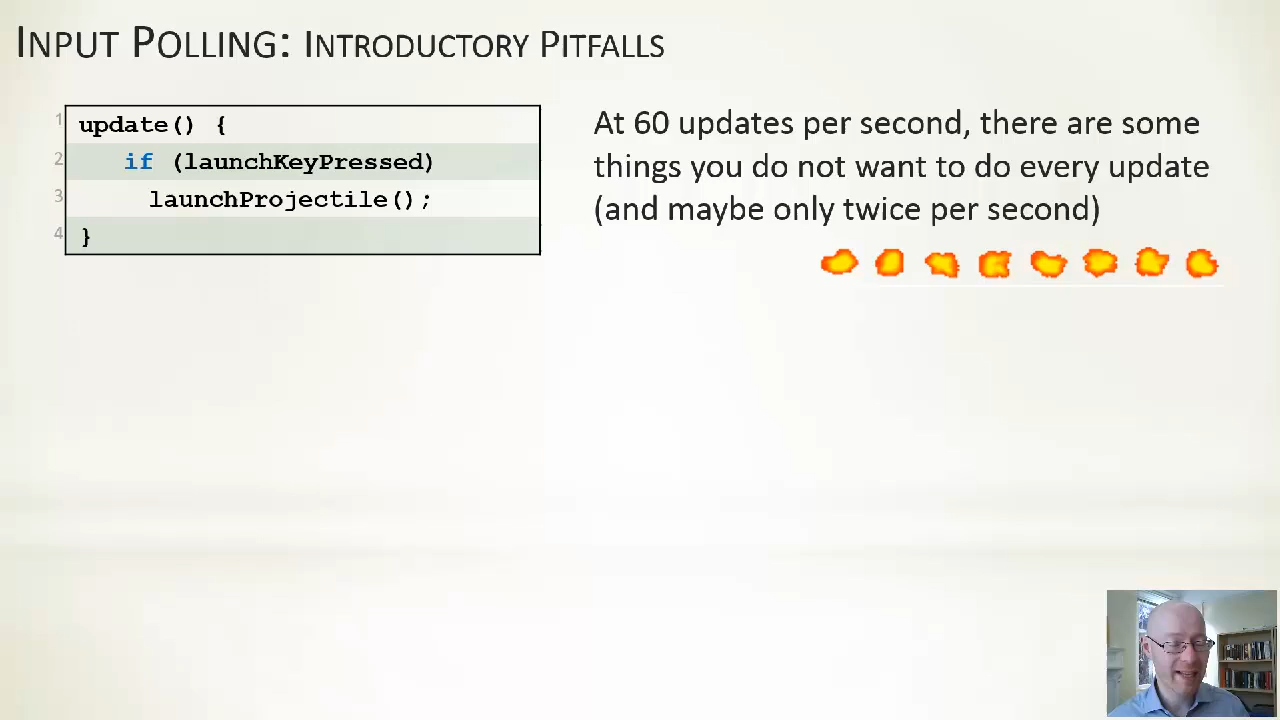 INPUT POLLING: INTRODUCTORY PITFALLS
1 update() {
2 if (launchKeyPressed)
3 launchProjectile();
4 }
At 60 updates per second, there are some
things you do not want to do every update
(and maybe only twice per second)